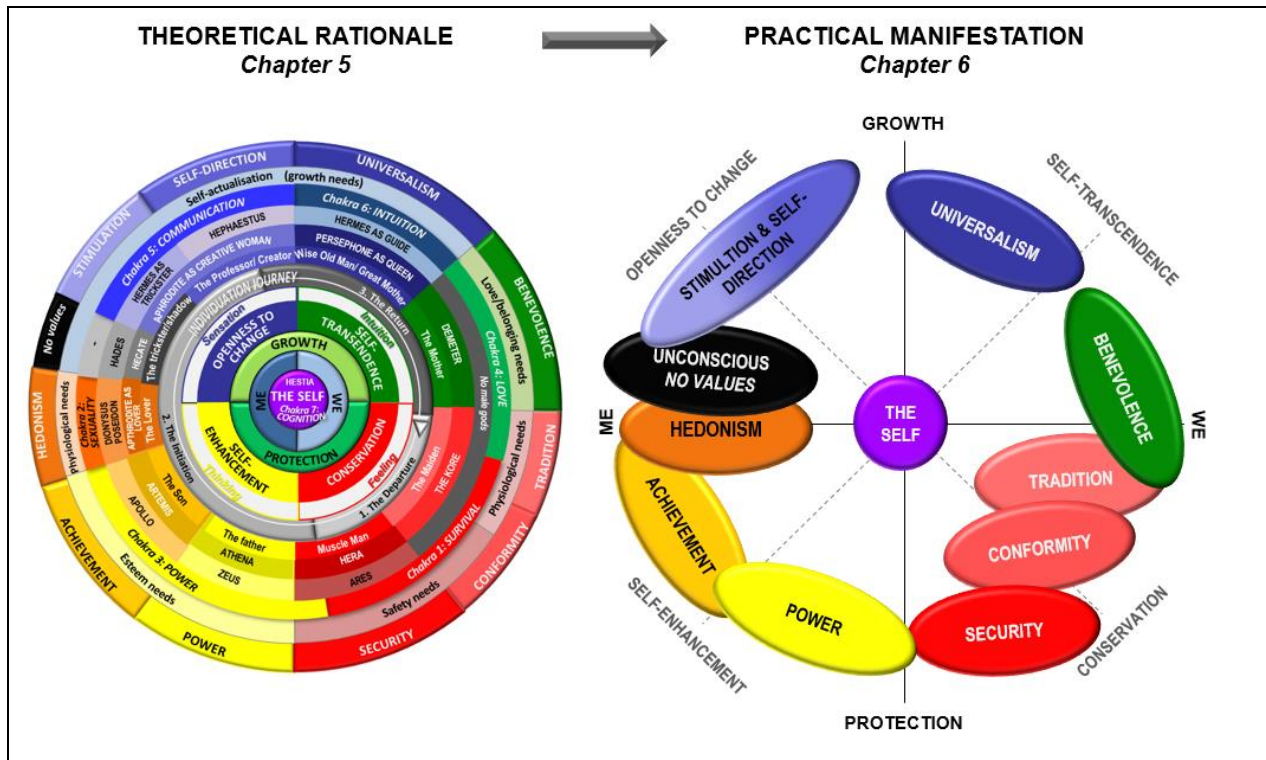 THEORETICAL RATIONALE
Chapter 5
PRACTICAL MANIFESTATION
Chapter 6
SELF-DIRECTION
UNIVERSALISM
STIMULATION
BENEVOLENCE
No values
HEDONISM
TRADITION
ACHIEVEMENT
CONFORMITY
POWER
SECURITY
Self-actualisation (growth needs)
Love/belonging needs
Physiological needs
Physiological needs
Esteem needs
Safety needs
Chakra 5: COMMUNICATION
Chakra 6: INTUITION
Chakra 4: LOVE
Chakra 2:
SEXUALITY
Chakra 3: POWER
Chakra 1: SURVIVAL
-
HERMES AS
TRICKSTER
HEPHAESTUS
HERMES AS GUIDE
No male gods
HADES
DIONYSUS
POSEIDON
APOLLO
ZEUS
ARES
HECATE
APHRODITE AS CREATIVE WOMAN
PERSEPHONE AS QUEEN
DEMETER
THE KORE
APHRODITE AS
LOVER
ARTEMIS
ATHENA
HERA
The trickster/shadow
The Professor/ Creator
Wise Old Man/ Great Mother
The Mother
The Maiden
The Lover
The Son
The father
Muscle Man
INDIVIDUATION JOURNEY
3. The Return
2. The Initiation
1. The Departure
Sensation
OPENNESS TO
CHANGE
Intuition
SELF-
TRANSENDENCE
SELF-
ENHANCEMENT
Thinking
CONSERVATION
Feeling
GROWTH
PROTECTION
ME
WE
HESTIA
THE SELF
Chakra 7:
COGNITION
GROWTH
OPENNESS TO CHANGE
SELF-TRANSCENDENCE
STIMULTION & SELF-
DIRECTION
UNIVERSALISM
UNCONSCIOUS
NO VALUES
BENEVOLENCE
ME
HEDONISM
THE
SELF
WE
ACHIEVEMENT
TRADITION
CONFORMITY
POWER
SECURITY
SELF-ENHANCEMENT
CONSERVATION
PROTECTION